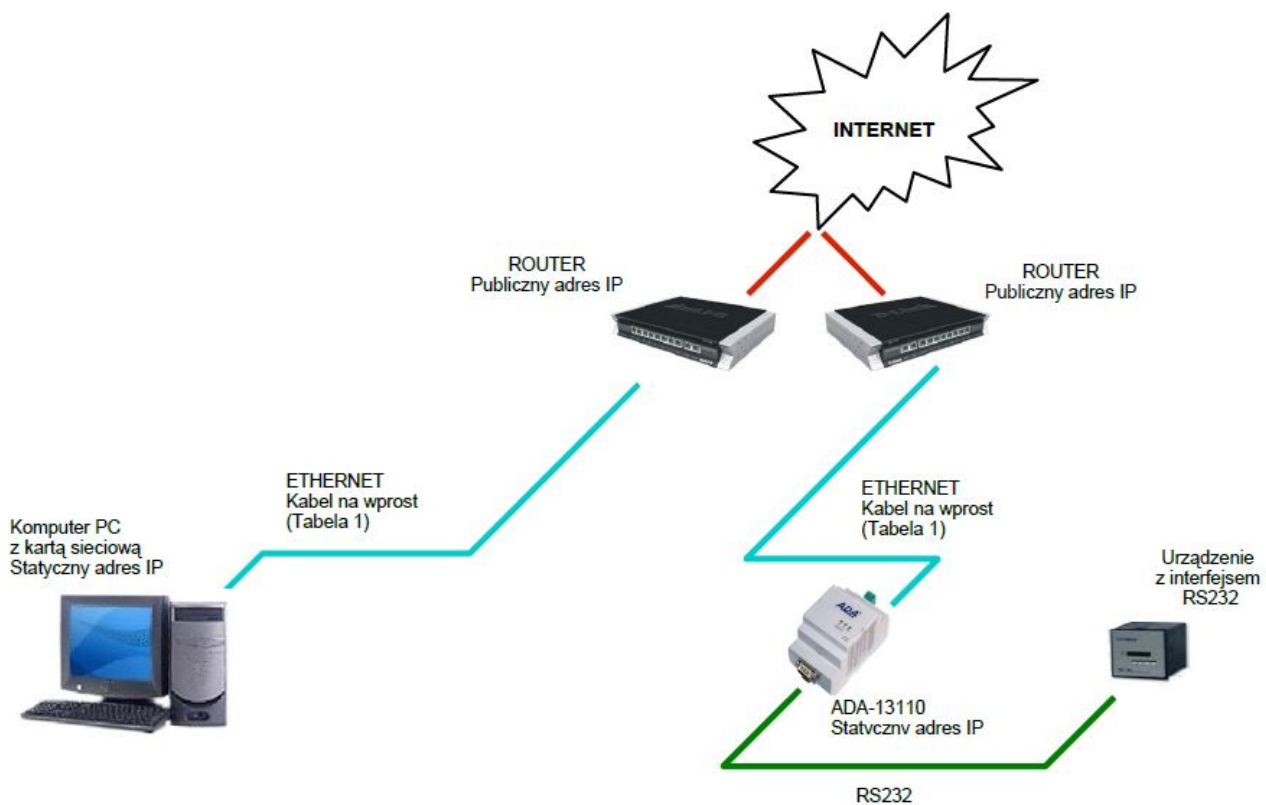 INTERNET
ROUTER
Publiczny adres IP
ROUTER
Publiczny adres IP
ETHERNET
Kabel na wprost
(Tabela 1)
ETHERNET
Kabel na wprost
(Tabela 1)
Komputer PC
z kartą sieciową
Statyczny adres IP
Urządzenie
z interfejsem
RS232
ADA
ADA-13110
Statyczny adres IP
RS232